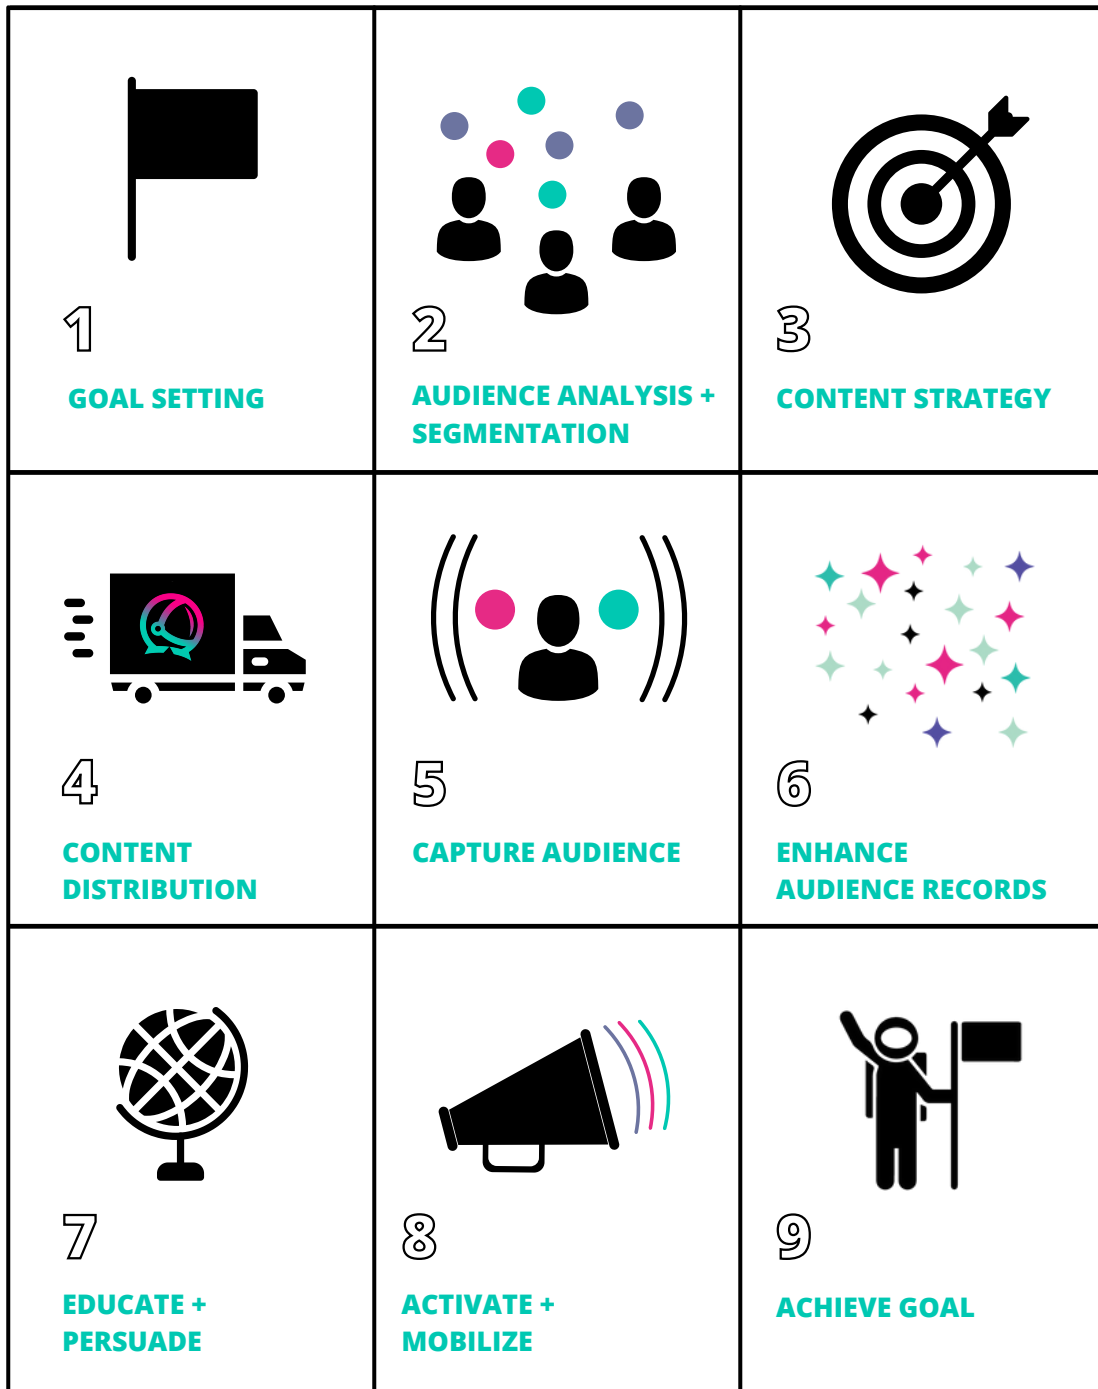 1
GOAL SETTING
2
AUDIENCE ANALYSIS +
SEGMENTATION
3
CONTENT STRATEGY
4
CONTENT
DISTRIBUTION
5
CAPTURE AUDIENCE
6
ENHANCE
AUDIENCE RECORDS
7
EDUCATE +
PERSUADE
8
ACTIVATE +
MOBILIZE
9
ACHIEVE GOAL